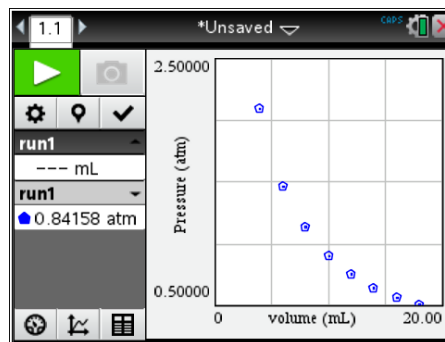 1.1 *Unsaved CAPS
run1
--- mL
run1
0.84158 atm
2.50000
Pressure (atm)
0.50000
0 volume (mL) 20.00